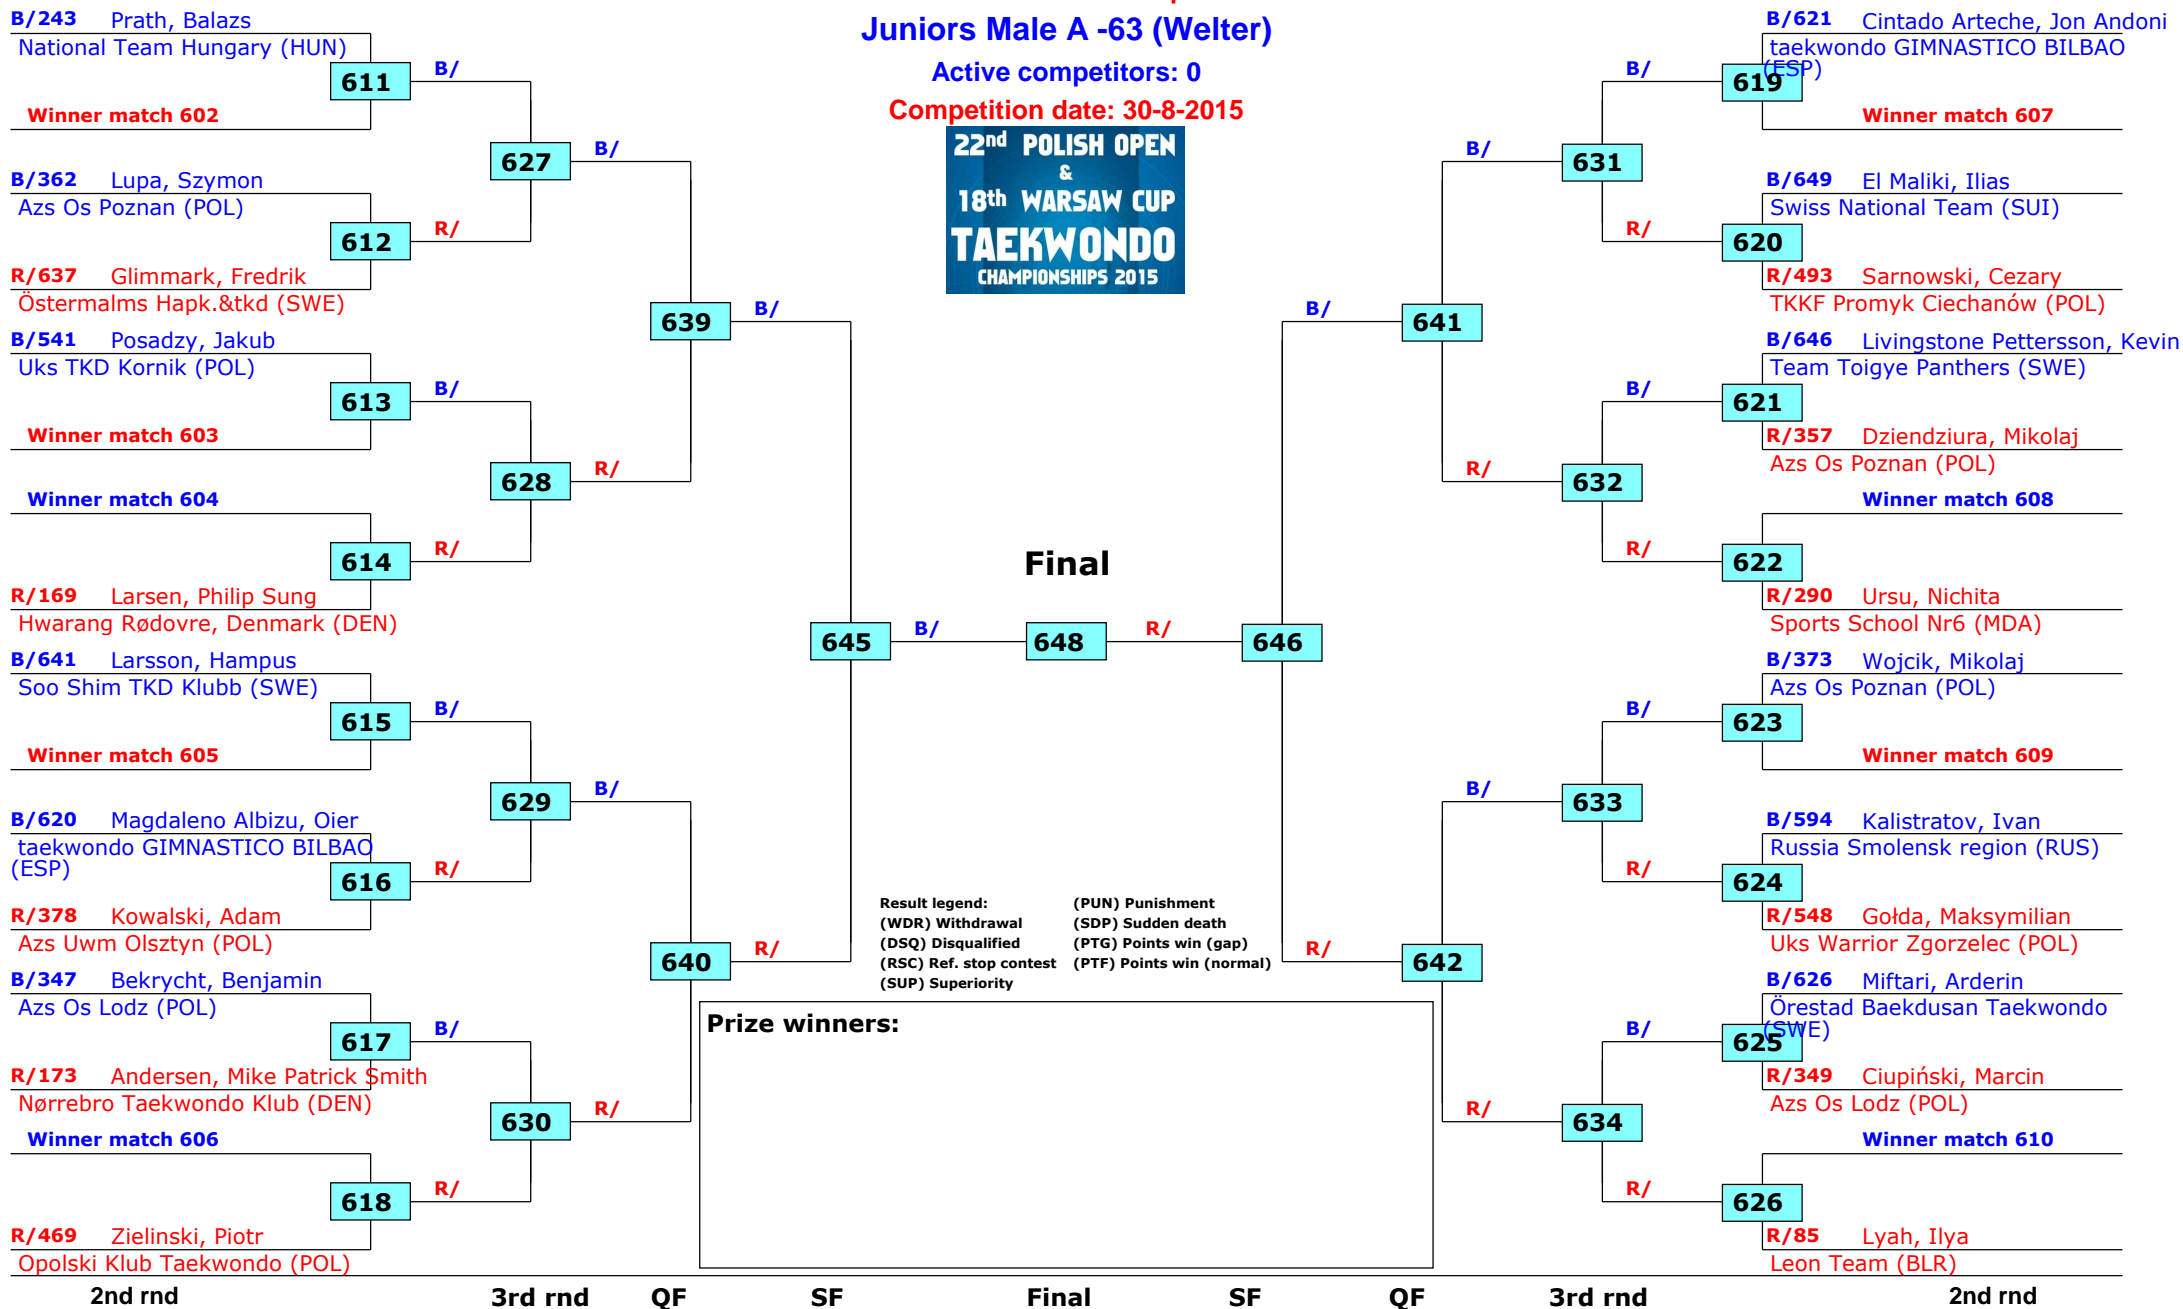 Juniors Male A -63 (Welter)
Active competitors: 0
Competition date: 30-8-2015
22nd POLISH OPEN
&
18th WARSAW CUP
TAEKWONDO
CHAMPIONSHIPS 2015
B/243 Prath, Balazs
National Team Hungary (HUN)
611
B/
Winner match 602
627
B/
B/362 Lupa, Szymon
Azs Os Poznan (POL)
612
R/
R/637 Glimmark, Fredrik
Östermalms Hapk.&tkd (SWE)
639
B/
B/541 Posadzy, Jakub
Uks TKD Kornik (POL)
613
B/
Winner match 603
628
R/
Winner match 604
614
R/
R/169 Larsen, Philip Sung
Hwarang Rødovre, Denmark (DEN)
645
B/
B/641 Larsson, Hampus
Soo Shim TKD Klubb (SWE)
615
B/
Winner match 605
629
B/
B/620 Magdaleno Albizu, Oier
taekwondo GIMNASTICO BILBAO
(ESP)
616
R/
R/378 Kowalski, Adam
Azs Uwm Olsztyn (POL)
640
R/
B/347 Bekrycht, Benjamin
Azs Os Lodz (POL)
617
B/
R/173 Andersen, Mike Patrick Smith
Nørrebro Taekwondo Klub (DEN)
630
R/
Winner match 606
618
R/
R/469 Zielinski, Piotr
Opolski Klub Taekwondo (POL)
Final
648
R/
646
B/621 Cintado Arteche, Jon Andoni
taekwondo GIMNASTICO BILBAO
(ESP)
B/
619
Winner match 607
B/
631
B/649 El Maliki, Ilias
Swiss National Team (SUI)
R/
620
R/493 Sarnowski, Cezary
TKKF Promyk Ciechanów (POL)
B/
641
B/646 Livingstone Pettersson, Kevin
Team Toigye Panthers (SWE)
B/
621
R/357 Dziendziura, Mikolaj
Azs Os Poznan (POL)
R/
632
Winner match 608
R/
622
R/290 Ursu, Nichita
Sports School Nr6 (MDA)
B/373 Wojcik, Mikolaj
Azs Os Poznan (POL)
B/
623
Winner match 609
B/
633
B/594 Kalistratov, Ivan
Russia Smolensk region (RUS)
R/
624
R/548 Gołda, Maksymilian
Uks Warrior Zgorzelec (POL)
R/
642
B/626 Miftari, Arderin
Örestad Baekdusan Taekwondo
(SWE)
B/
625
R/349 Ciupiński, Marcin
Azs Os Lodz (POL)
R/
634
Winner match 610
R/
626
R/85 Lyah, Ilya
Leon Team (BLR)
Result legend: (PUN) Punishment
(WDR) Withdrawal (SDP) Sudden death
(DSQ) Disqualified (PTG) Points win (gap)
(RSC) Ref. stop contest (PTF) Points win (normal)
(SUP) Superiority
Prize winners:
2nd rnd 3rd rnd QF SF Final SF QF 3rd rnd 2nd rnd